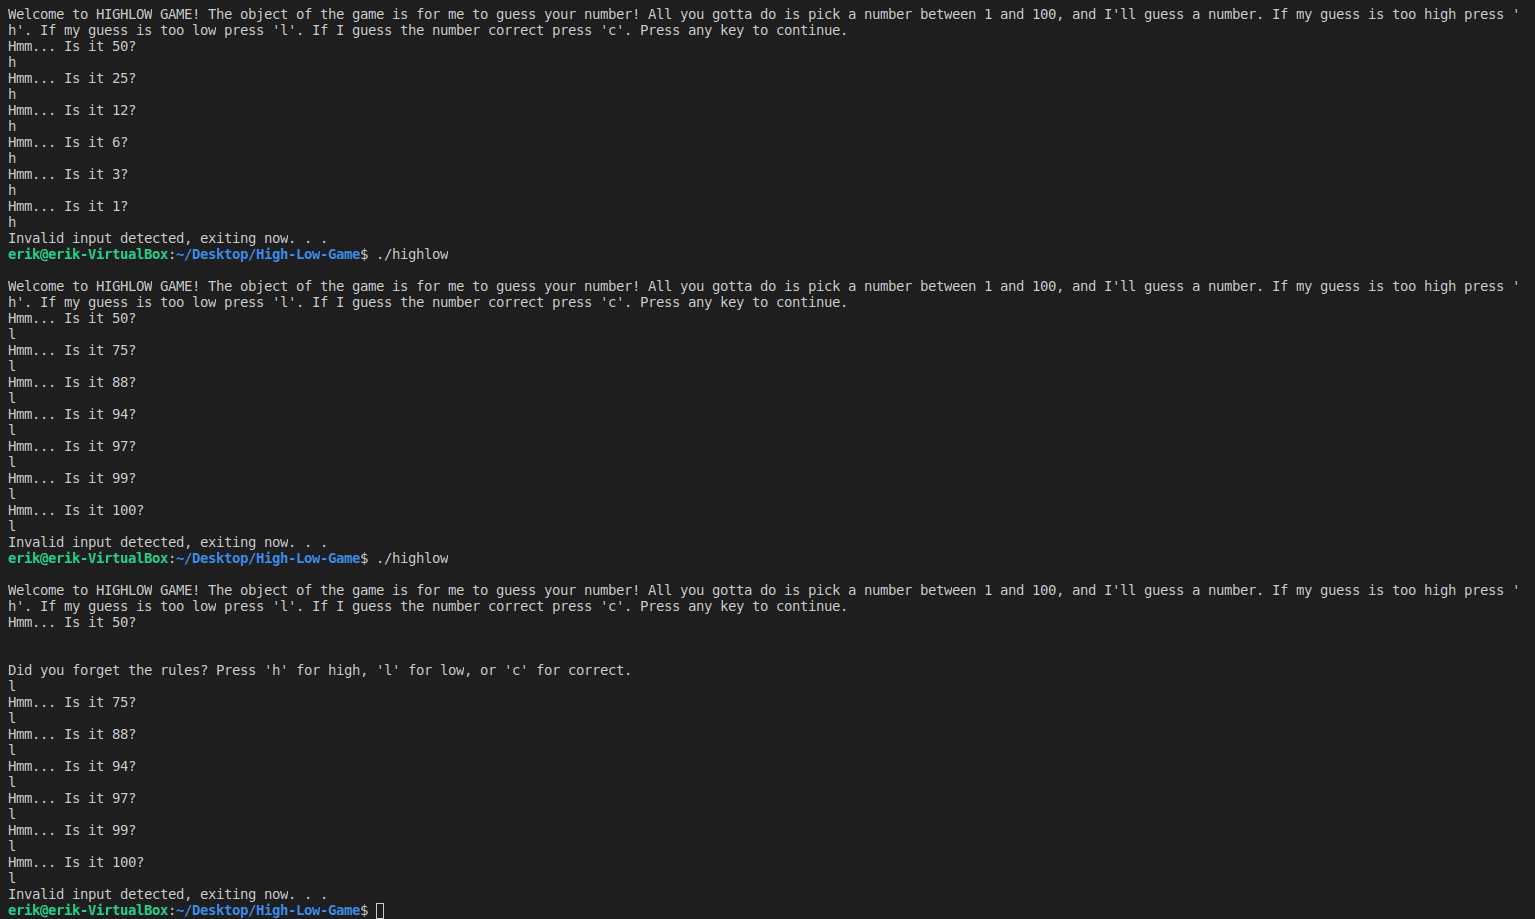 Welcome to HIGHLOW GAME! The object of the game is for me to guess your number! All you gotta do is pick a number between 1 and 100, and I'll guess a number. If my guess is too high press '
h'. If my guess is too low press 'l'. If I guess the number correct press 'c'. Press any key to continue.
Hmm... Is it 50?
h
Hmm... Is it 25?
h
Hmm... Is it 12?
h
Hmm... Is it 6?
h
Hmm... Is it 3?
h
Hmm... Is it 1?
h
Invalid input detected, exiting now. . .
erik@erik-VirtualBox:~/Desktop/High-Low-Game$ ./highlow
Welcome to HIGHLOW GAME! The object of the game is for me to guess your number! All you gotta do is pick a number between 1 and 100, and I'll guess a number. If my guess is too high press '
h'. If my guess is too low press 'l'. If I guess the number correct press 'c'. Press any key to continue.
Hmm... Is it 50?
l
Hmm... Is it 75?
l
Hmm... Is it 88?
l
Hmm... Is it 94?
l
Hmm... Is it 97?
l
Hmm... Is it 99?
l
Hmm... Is it 100?
l
Invalid input detected, exiting now. . .
erik@erik-VirtualBox:~/Desktop/High-Low-Game$ ./highlow
Welcome to HIGHLOW GAME! The object of the game is for me to guess your number! All you gotta do is pick a number between 1 and 100, and I'll guess a number. If my guess is too high press '
h'. If my guess is too low press 'l'. If I guess the number correct press 'c'. Press any key to continue.
Hmm... Is it 50?
Did you forget the rules? Press 'h' for high, 'l' for low, or 'c' for correct.
l
Hmm... Is it 75?
l
Hmm... Is it 88?
l
Hmm... Is it 94?
l
Hmm... Is it 97?
l
Hmm... Is it 99?
l
Hmm... Is it 100?
l
Invalid input detected, exiting now. . .
erik@erik-VirtualBox:~/Desktop/High-Low-Game$